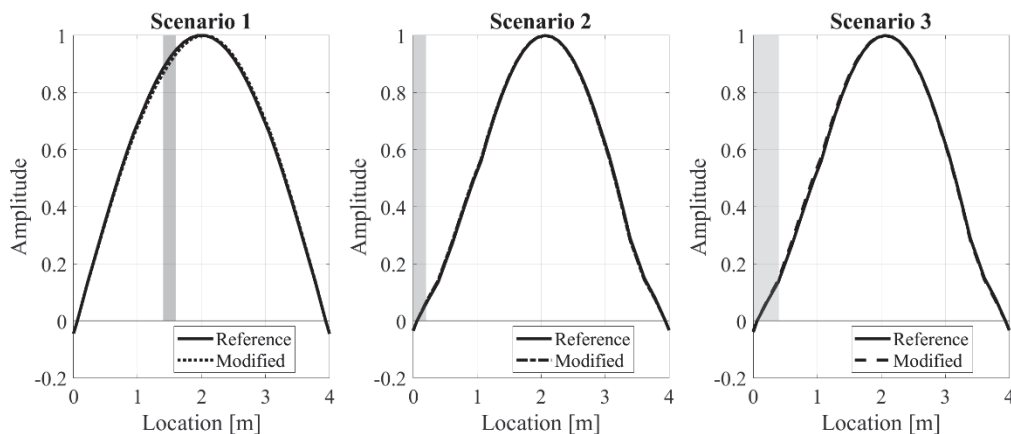 Scenario 1
Amplitude
1
0.8
0.6
0.4
0.2
0
-0.2
0 1 2 3 4
Location [m]
Reference
Modified
Scenario 2
Amplitude
1
0.8
0.6
0.4
0.2
0
-0.2
0 1 2 3 4
Location [m]
Reference
Modified
Scenario 3
Amplitude
1
0.8
0.6
0.4
0.2
0
-0.2
0 1 2 3 4
Location [m]
Reference
Modified